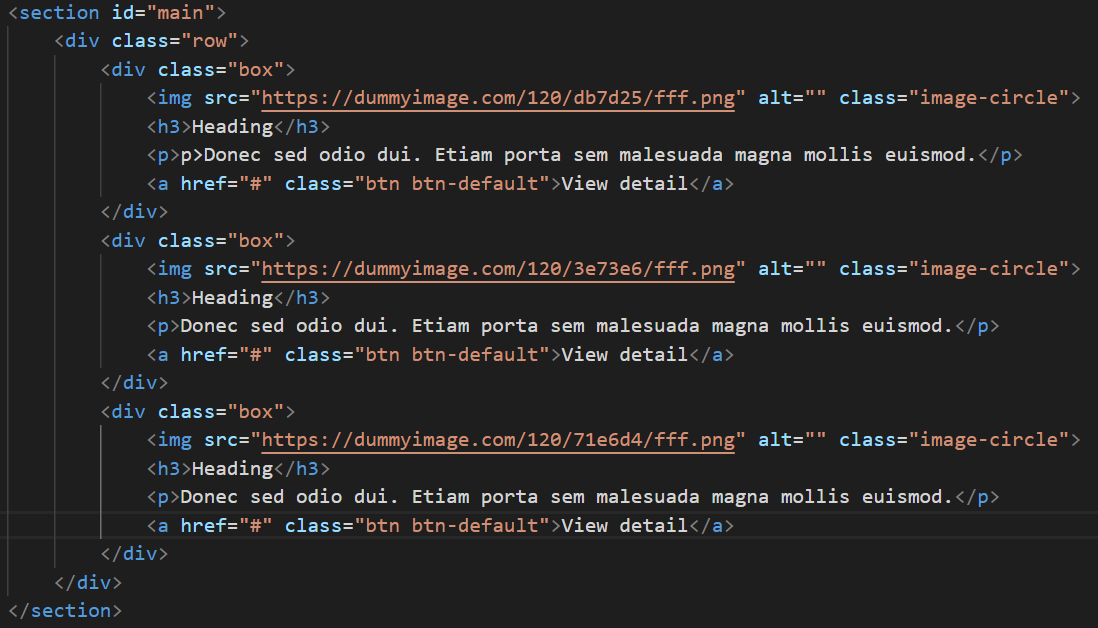 <section id="main">
<div class="row">
<div class="box">
<img src="https://dummyimage.com/120/db7d25/fff.png" alt="" class="image-circle">
<h3>Heading</h3>
<p>p>Donec sed odio dui. Etiam porta sem malesuada magna mollis euismod.</p>
<a href="#" class="btn btn-default">View detail</a>
</div>
<div class="box">
<img src="https://dummyimage.com/120/3e73e6/fff.png" alt="" class="image-circle">
<h3>Heading</h3>
<p>Donec sed odio dui. Etiam porta sem malesuada magna mollis euismod.</p>
<a href="#" class="btn btn-default">View detail</a>
</div>
<div class="box">
<img src="https://dummyimage.com/120/71e6d4/fff.png" alt="" class="image-circle">
<h3>Heading</h3>
<p>Donec sed odio dui. Etiam porta sem malesuada magna mollis euismod.</p>
<a href="#" class="btn btn-default">View detail</a>
</div>
</div>
</section>